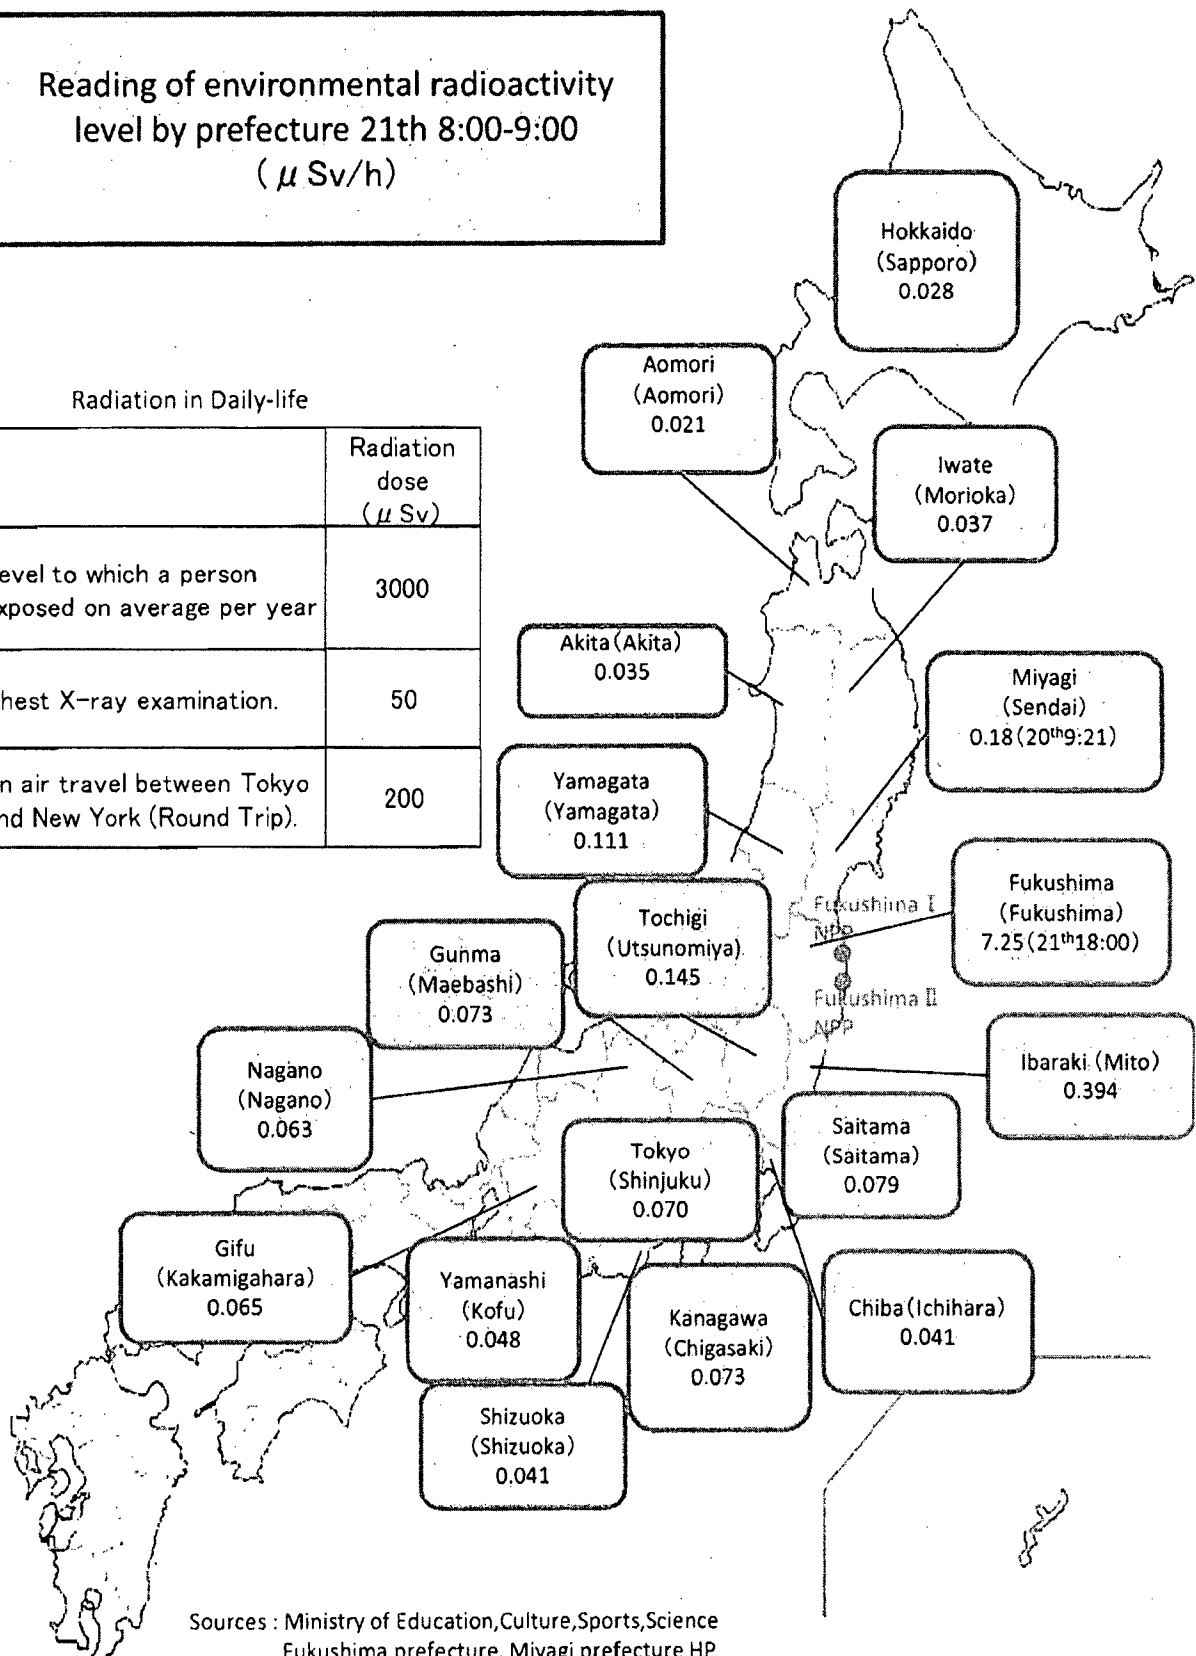 Reading of environmental radioactivity
level by prefecture 21th 8:00-9:00
(μ Sv/h)
Hokkaido
(Sapporo)
0.028
Aomori
(Aomori)
0.021
Iwate
(Morioka)
0.037
Radiation in Daily-life
Radiation
dose
(μ Sv)
evel to which a person
xposed on average per year
3000
hest X-ray examination.
50
n air travel between Tokyo
nd New York (Round Trip).
200
Akita(Akita)
0.035
Miyagi
(Sendai)
0.18(20th9:21)
Yamagata
(Yamagata)
0.111
Fukushima
(Fukushima)
7.25(21th18:00)
Fukushima I
NPP
Fukushima II
NPP
Tochigi
(Utsunomiya)
0.145
Gunma
(Maebashi)
0.073
Nagano
(Nagano)
0.063
Ibaraki (Mito)
0.394
Saitama
(Saitama)
0.079
Tokyo
(Shinjuku)
0.070
Gifu
(Kakamigahara)
0.065
Yamanashi
(Kofu)
0.048
Kanagawa
(Chigasaki)
0.073
Chiba(Ichihara)
0.041
Shizuoka
(Shizuoka)
0.041
Sources : Ministry of Education,Culture,Sports,Science
Fukushima prefecture, Miyagi prefecture HP